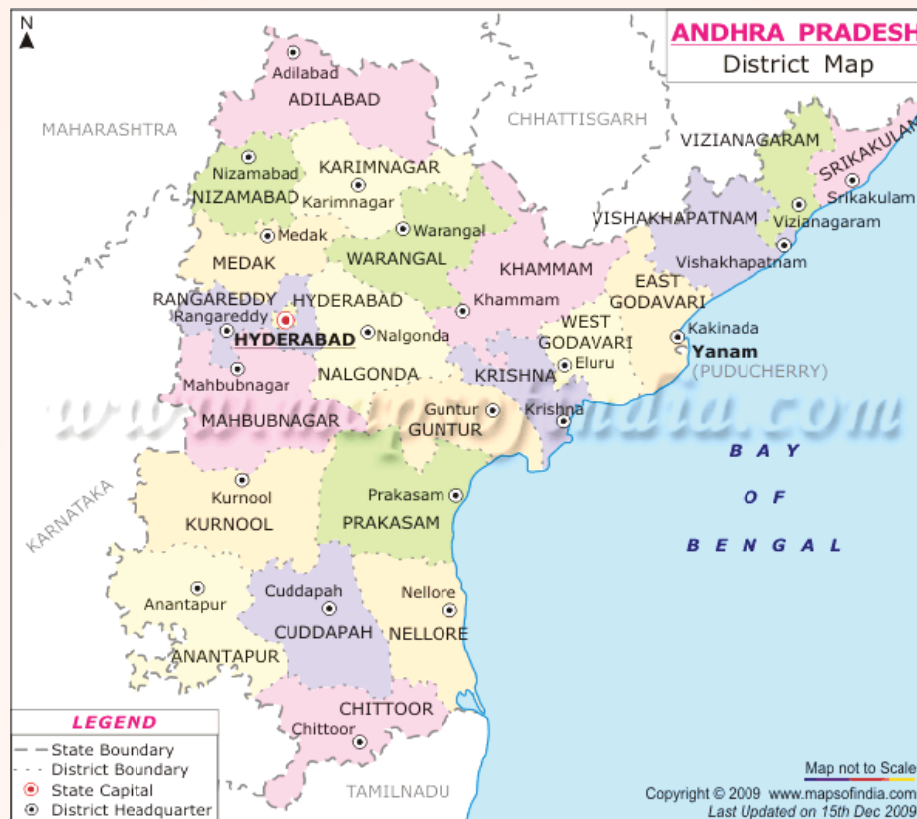 N
ANDHRA PRADESH
District Map
Adilabad
ADILABAD
MAHARASHTRA
CHHATTISGARH
VIZIANAGARAM
SRIKAKULAM
Srikakulam
KARIMNAGAR
Nizamabad
NIZAMABAD
Karimnagar
VISHAKHAPATNAM
Vizianagaram
Medak
MEDAK
Warangal
WARANGAL
Vishakhapatnam
KHAMMAM
Khammam
EAST
GODAVARI
RANGAREDDY
HYDERABAD
Rangareddy
HYDERABAD
Nalgonda
NALGONDA
WEST
GODAVARI
Eluru
Kakinada
Yanam
(PUDUCHERRY)
KRISHNA
Krishna
Mahbubnagar
MAHBUBNAGAR
Guntur
GUNTUR
www.mapsofindia.com
BAY
OF
BENGAL
KARNATAKA
Kurnool
KURNOOL
Prakasam
PRAKASAM
Anantapur
ANANTAPUR
Cuddapah
CUDDAPAH
Nellore
NELLORE
CHITTOOR
Chittoor
TAMILNADU
LEGEND
State Boundary
District Boundary
State Capital
District Headquarter
Map not to Scale
Copyright © 2009 www.mapsofindia.com
Last Updated on 15th Dec 2009